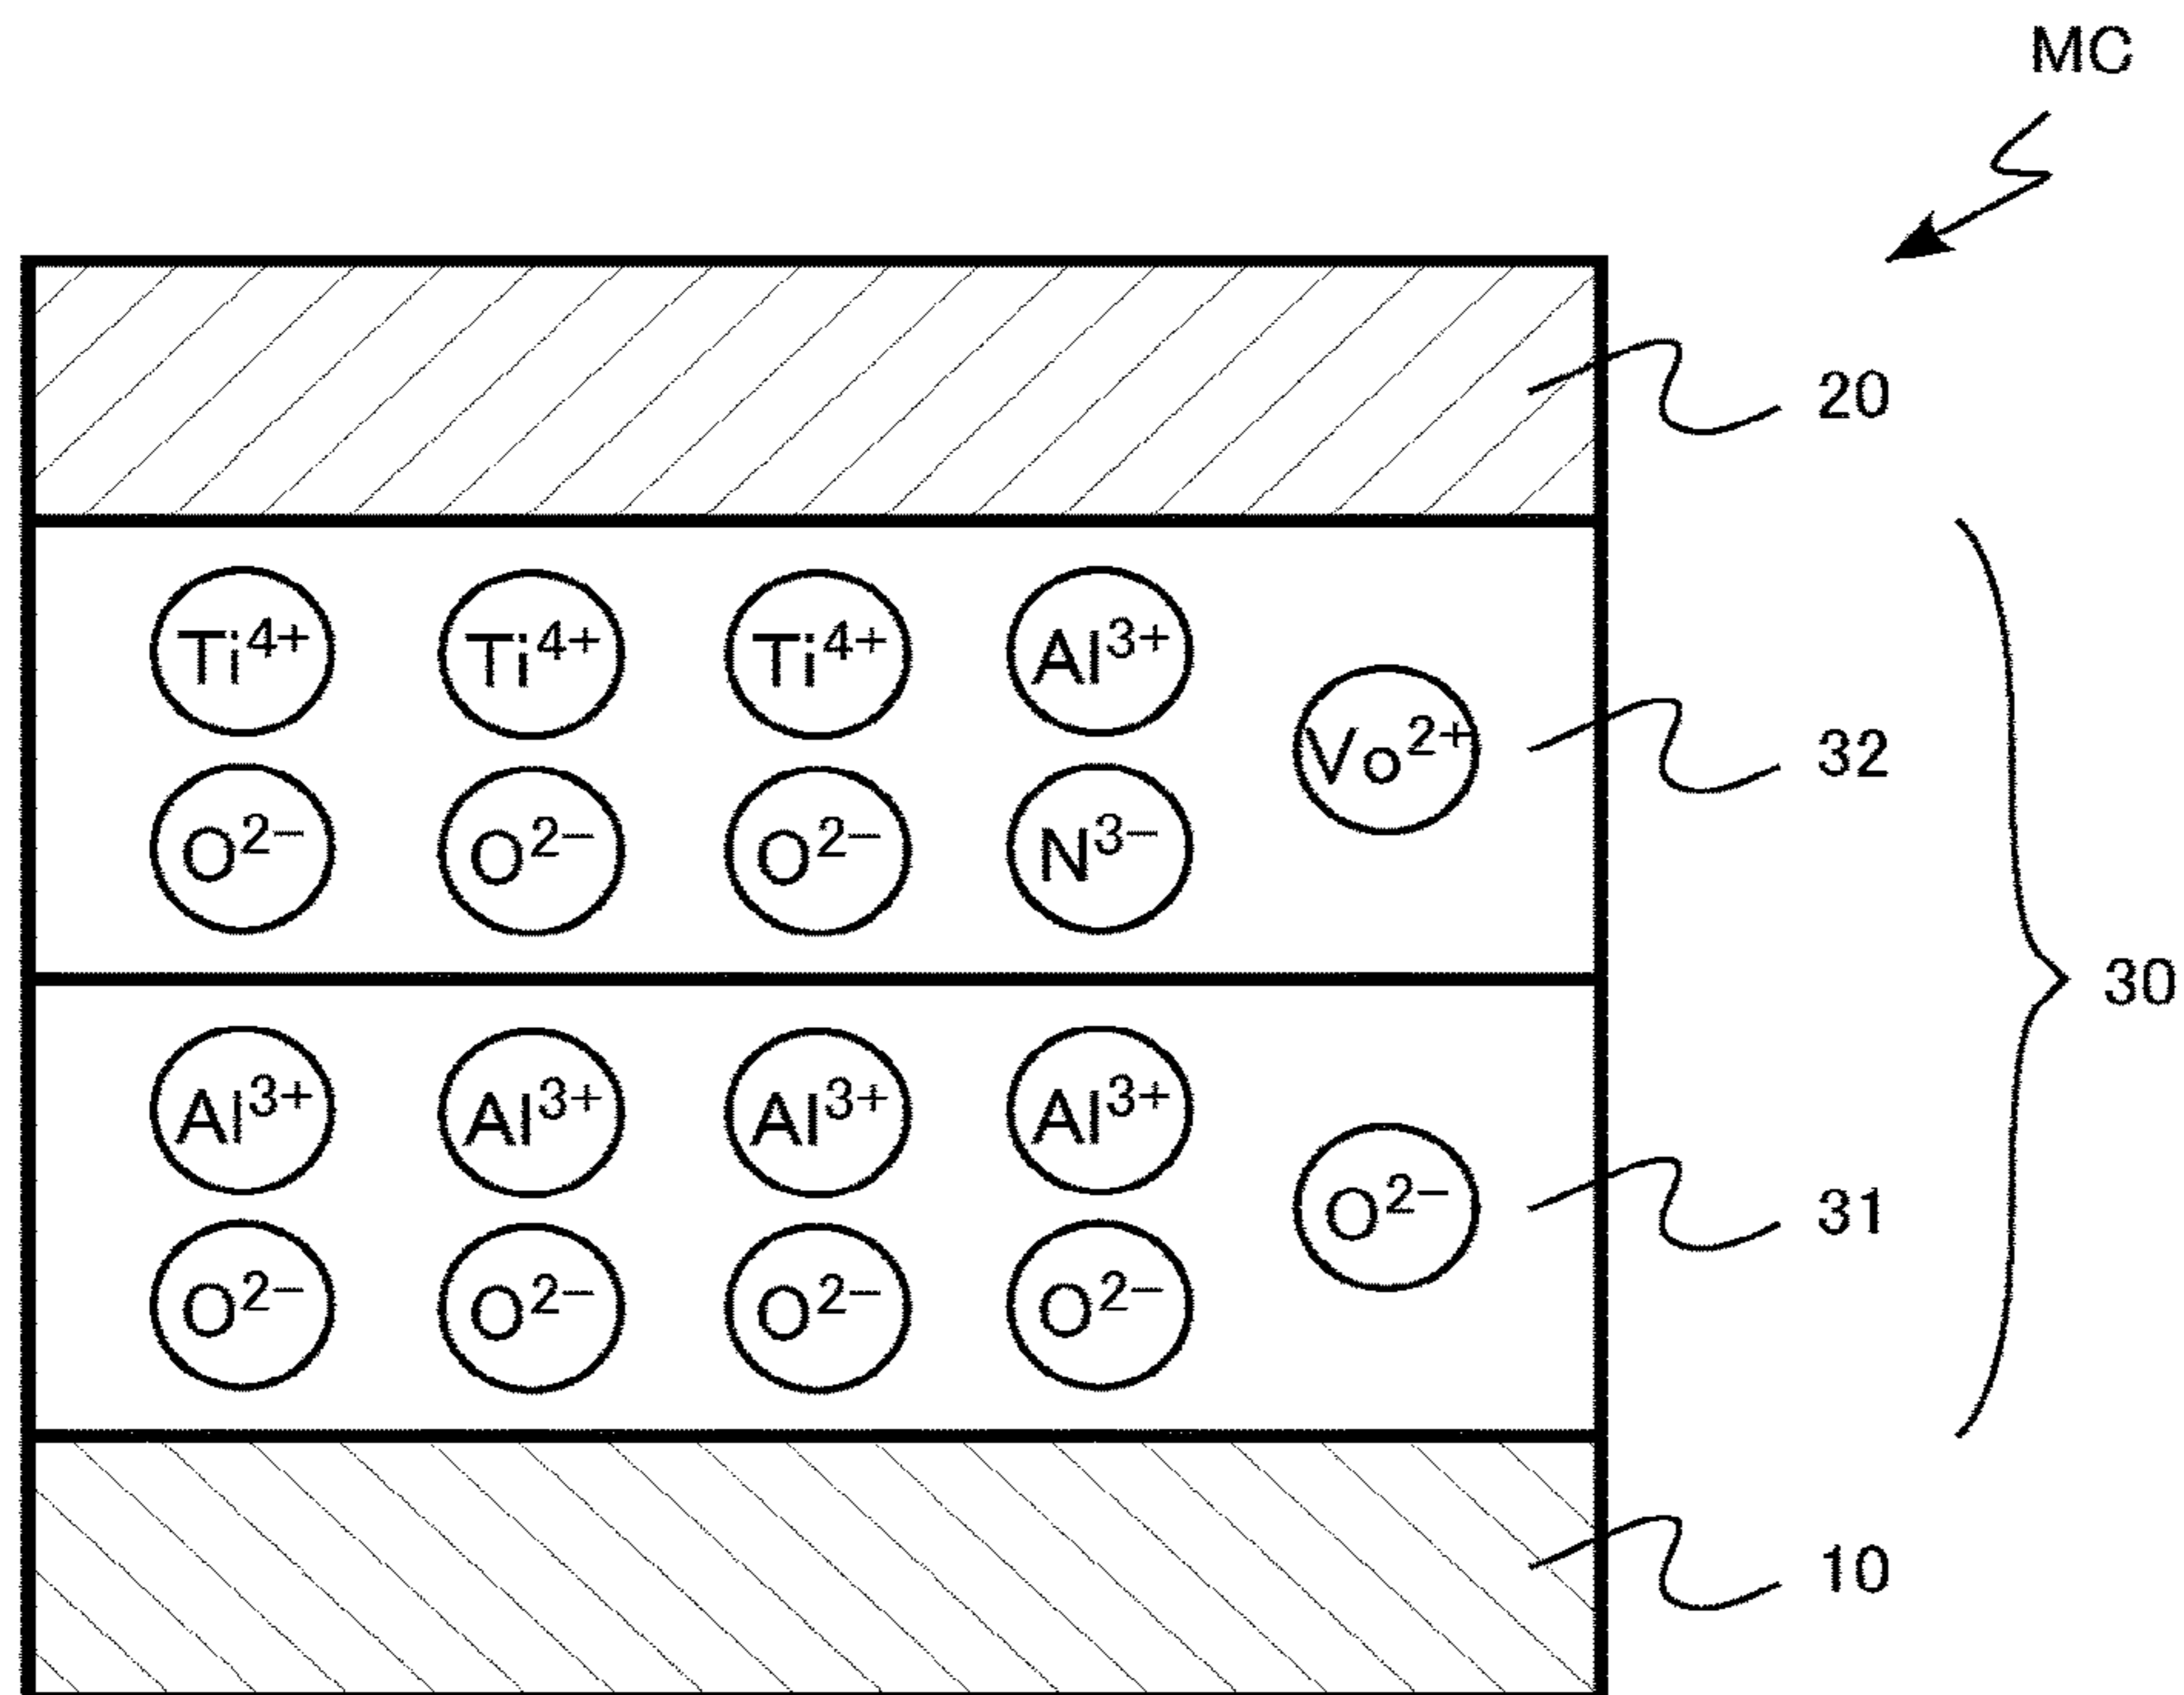 MC
20
Ti4+ Ti4+ Ti4+ Al3+
Vo2+
32
O2− O2− O2− N3−
30
Al3+ Al3+ Al3+ Al3+
O2−
31
O2− O2− O2− O2−
10